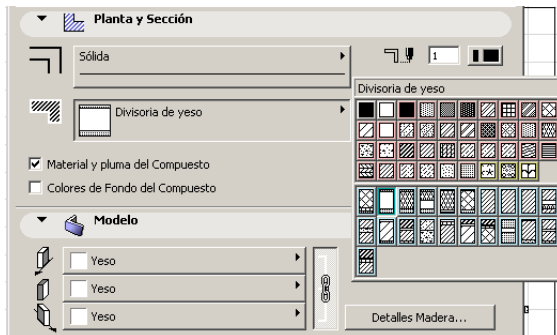 Planta y Sección
Sólida
1
Divisoria de yeso
Divisoria de yeso
Material y pluma del Compuesto
Colores de Fondo del Compuesto
Modelo
Yeso
Yeso
Yeso
Detalles Madera...